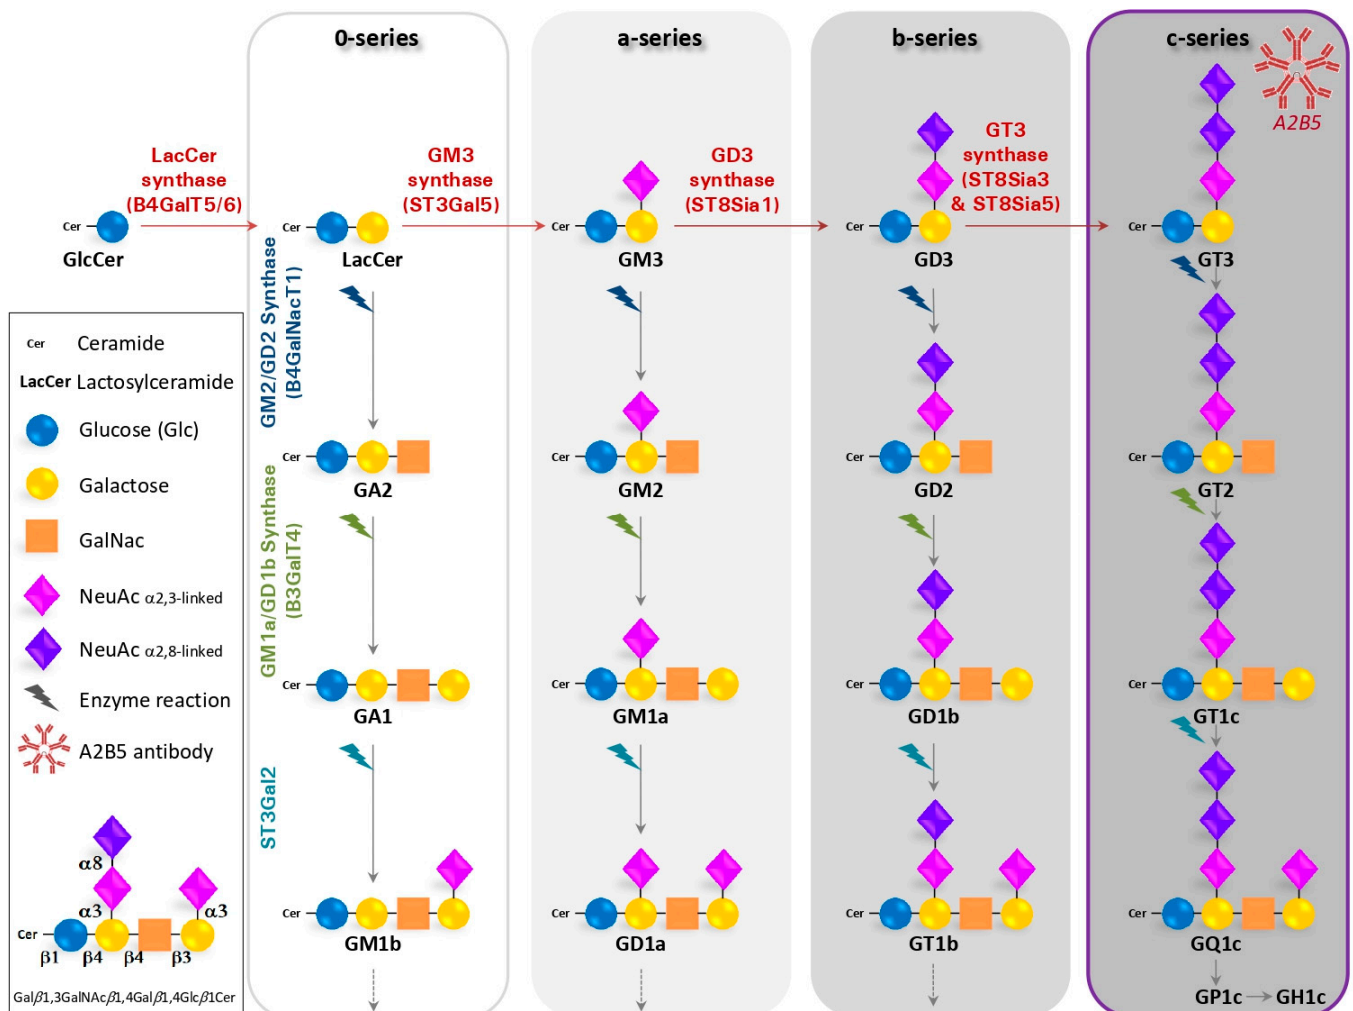 0-series
a-series
b-series
c-series
A2B5
LacCer
synthase
(B4GalT5/6)
GM3
synthase
(ST3Gal5)
GD3
synthase
(ST8Sia1)
GT3
synthase
(ST8Sia3
& ST8Sia5)
Cer
GlcCer
Cer
LacCer
Cer
GM3
Cer
GD3
Cer
GT3
GM2/GD2 Synthase
(B4GalNacT1)
Cer
GA2
Cer
GM2
Cer
GD2
Cer
GT2
GM1a/GD1b Synthase
(B3GalT4)
Cer
GA1
Cer
GM1a
Cer
GD1b
Cer
GT1c
ST3Gal2
Cer
GM1b
Cer
GD1a
Cer
GT1b
Cer
GQ1c
GP1c
GH1c
Cer Ceramide
LacCer Lactosylceramide
Glucose (Glc)
Galactose
GalNac
NeuAc α2,3-linked
NeuAc α2,8-linked
Enzyme reaction
A2B5 antibody
α8
α3
α3
Cer
β1
β4
β4
β3
Galβ1,3GalNAcβ1,4Galβ1,4Glcβ1Cer